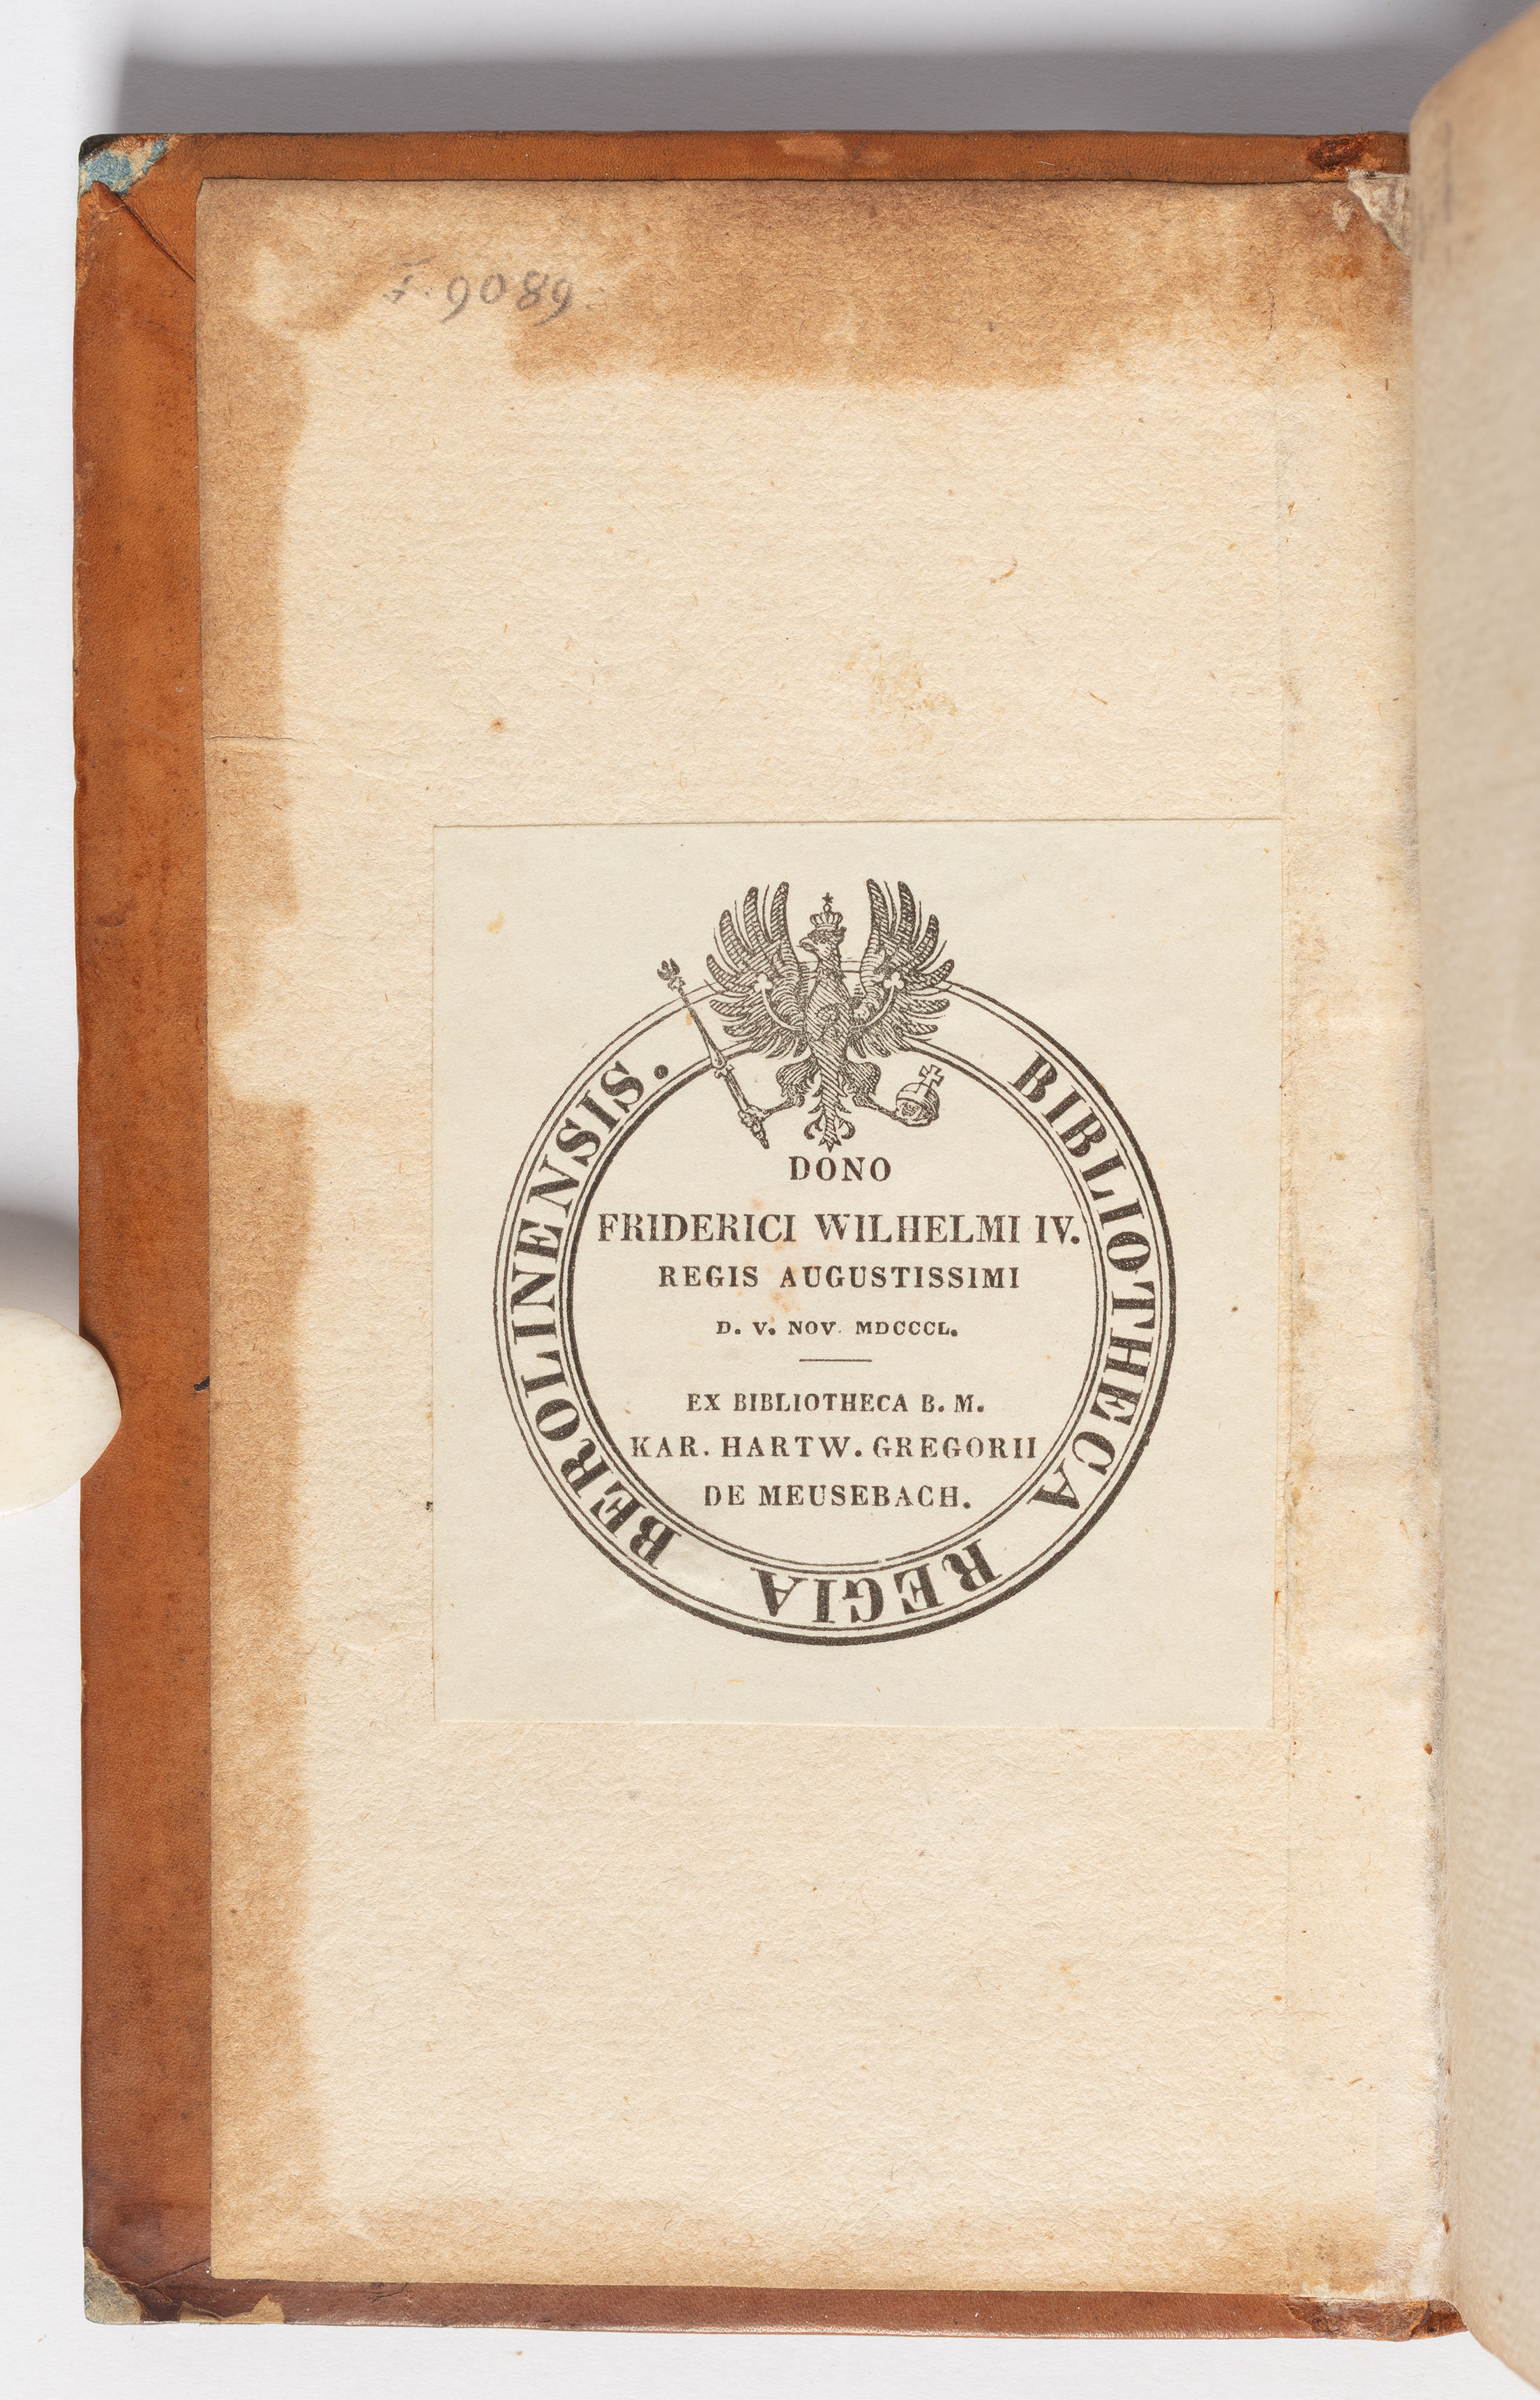 F. 9089.
BIBLIOTHECA REGIA BEROLINENSIS.
DONO
FRIDERICI WILHELMI IV.
REGIS AUGUSTISSIMI
D. V. NOV. MDCCCL.
EX BIBLIOTHECA B. M.
KAR. HARTW. GREGORII
DE MEUSEBACH.